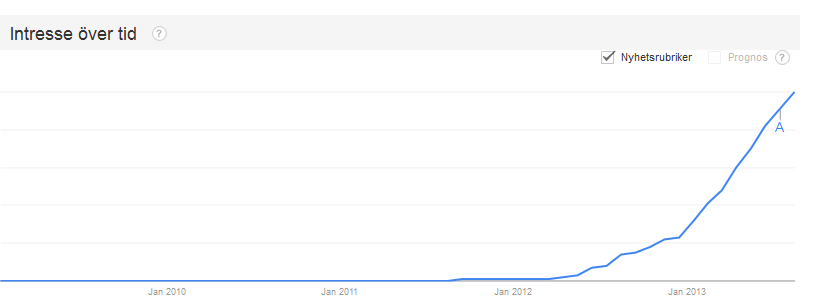 Intresse över tid ?
Nyhetsrubriker Prognos ?
A
Jan 2010 Jan 2011 Jan 2012 Jan 2013